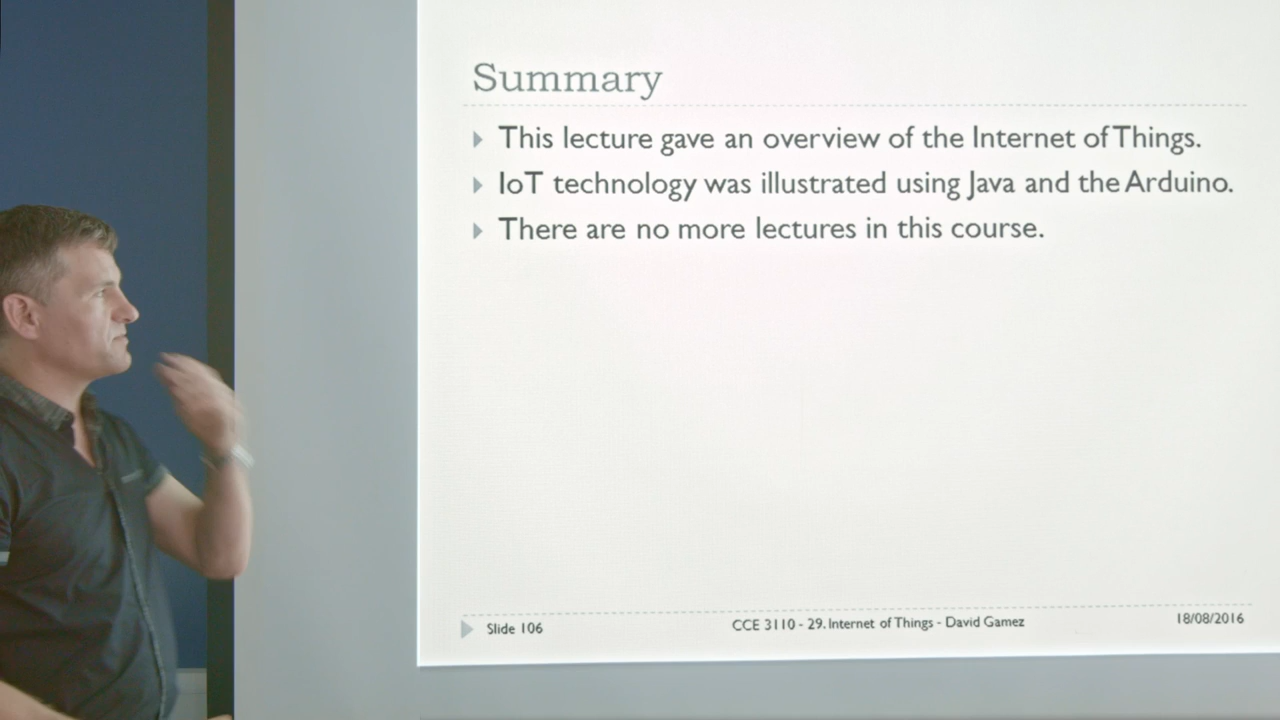 Summary
This lecture gave an overview of the Internet of Things.
IoT technology was illustrated using Java and the Arduino.
There are no more lectures in this course.
Slide 106
CCE 3110 - 29. Internet of Things - David Gamez
18/08/2016